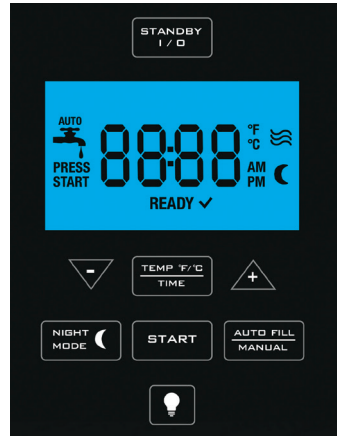 STANDBY
I / O
AUTO
88:88
°F
°C
PRESS
START
AM
PM
READY ✓
-
TEMP °F/°C
TIME
+
NIGHT
MODE
START
AUTO FILL
MANUAL